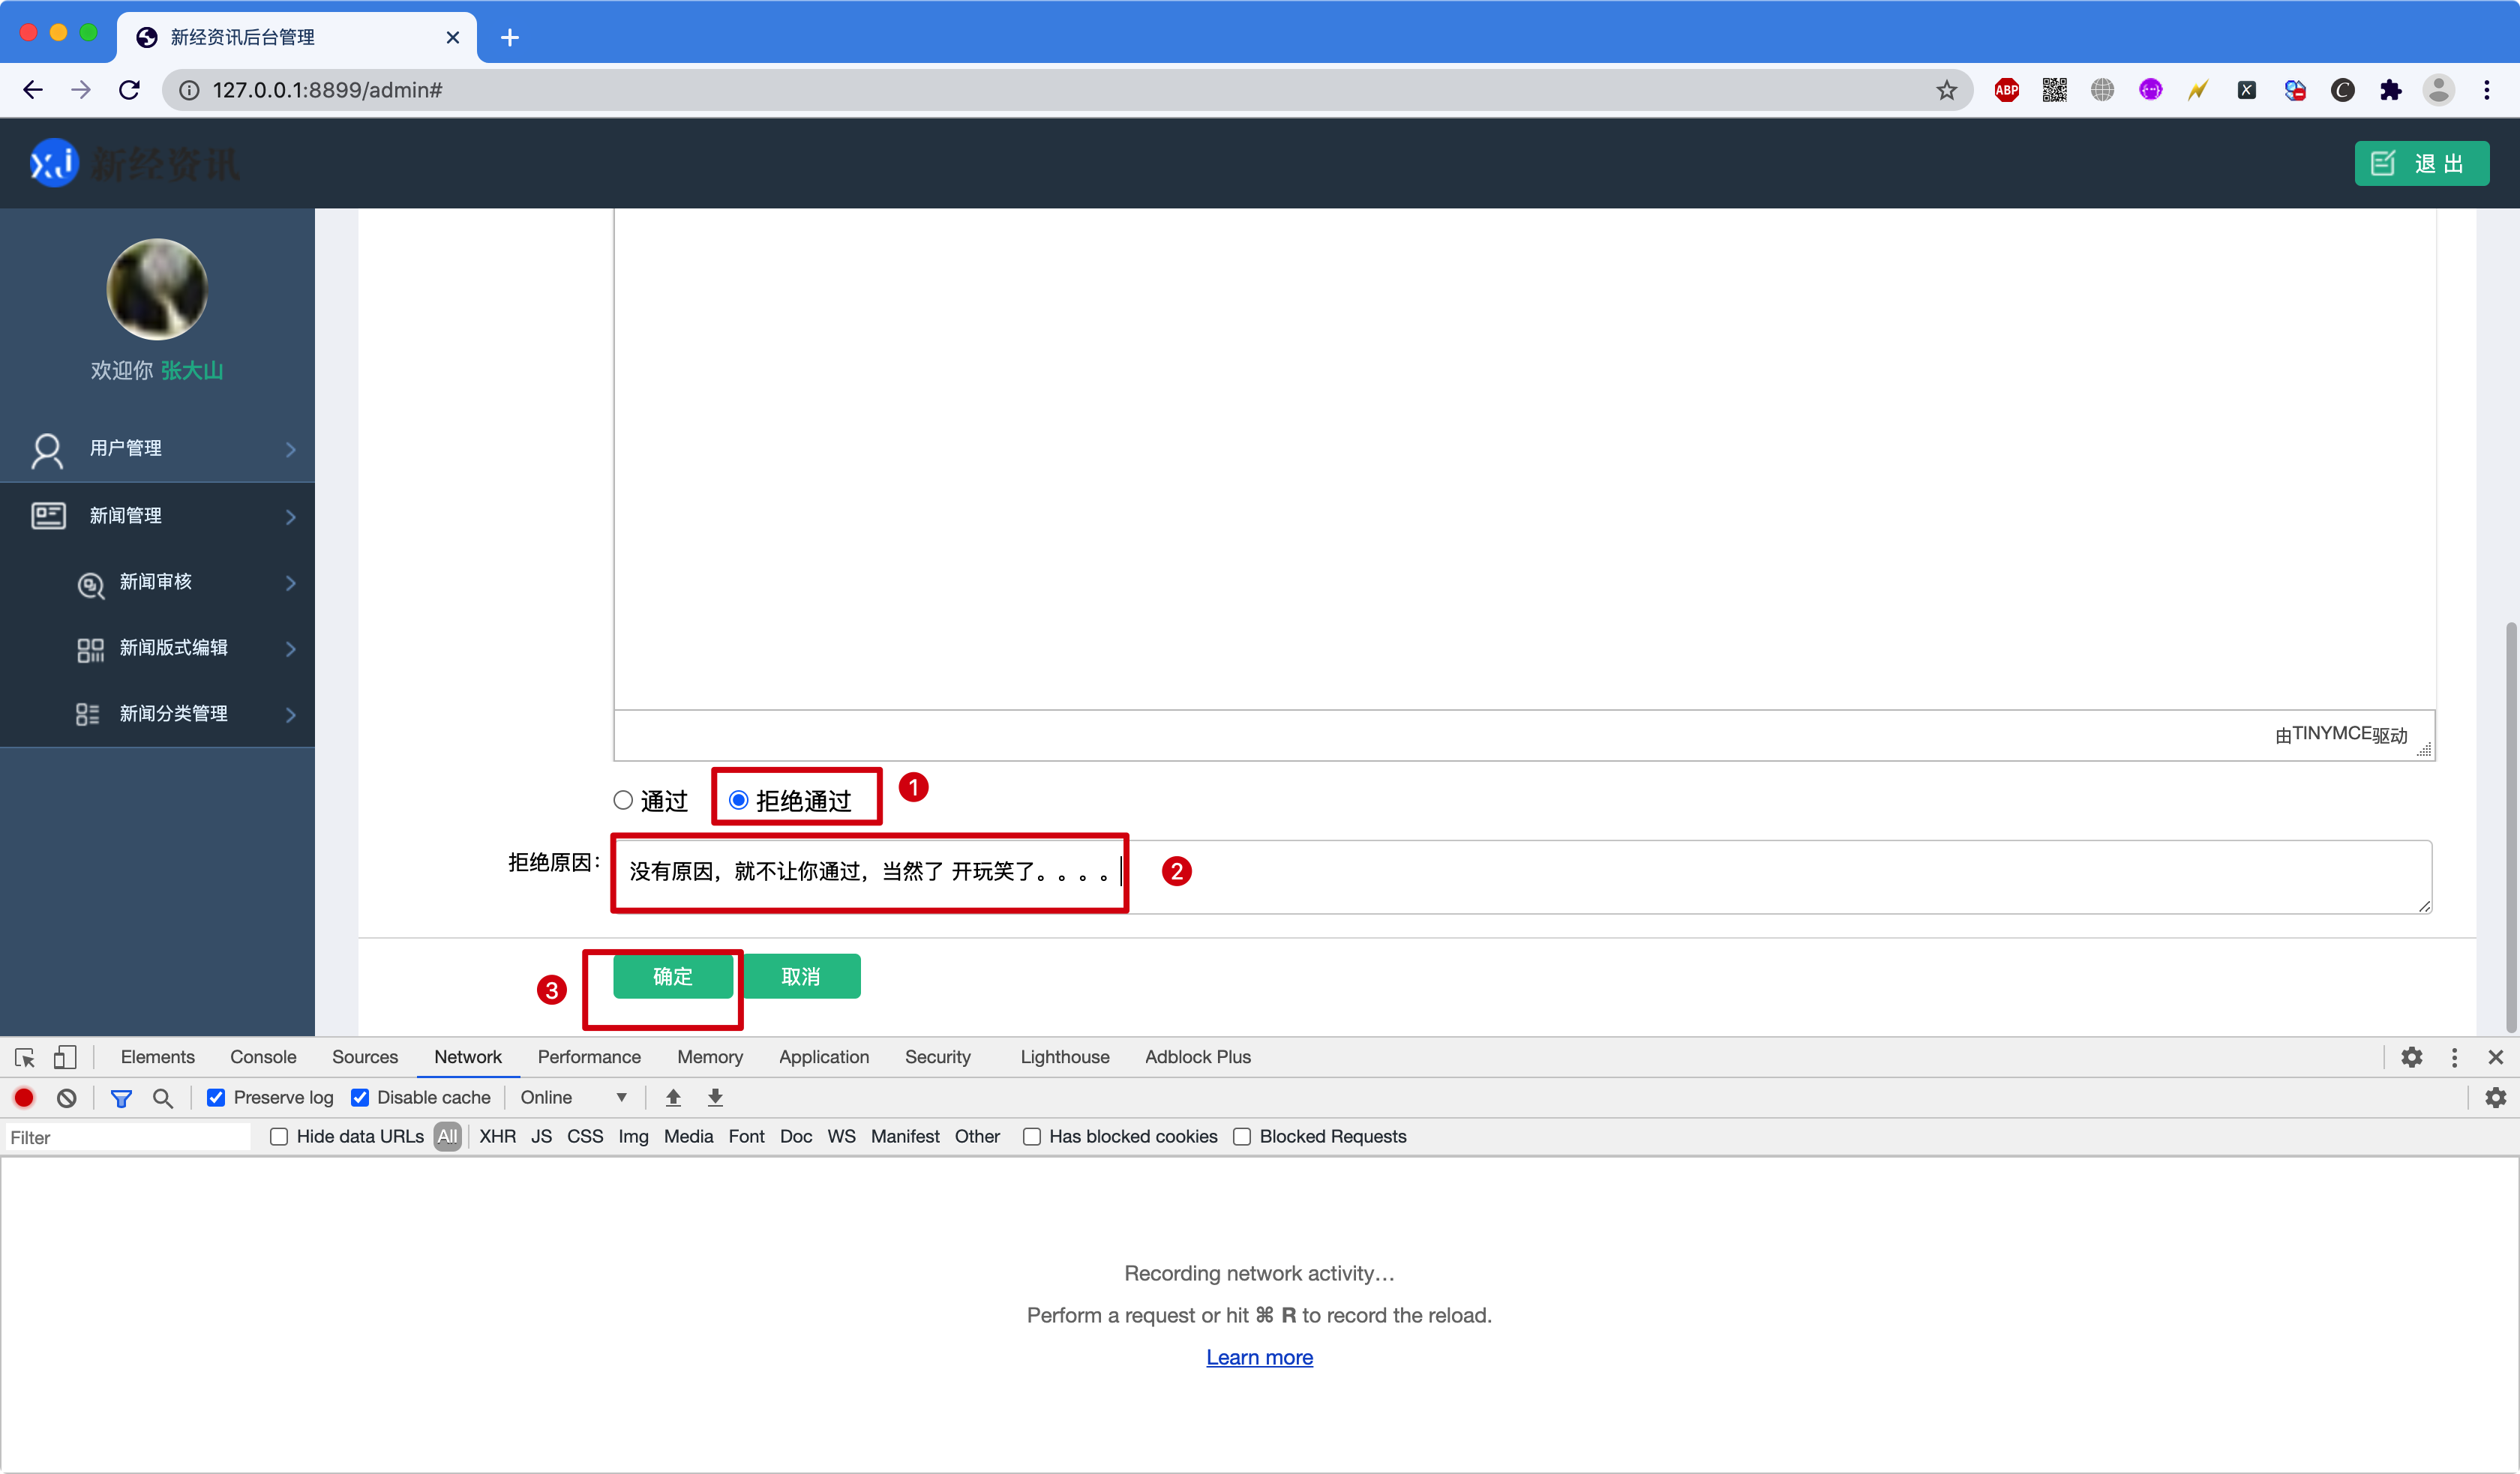 新经资讯后台管理
127.0.0.1:8899/admin#
ABP
新经资讯
退 出
欢迎你 张大山
用户管理
新闻管理
新闻审核
新闻版式编辑
新闻分类管理
由TINYMCE驱动
通过 拒绝通过 1
拒绝原因：
没有原因，就不让你通过，当然了 开玩笑了。。。。
2
3
确定 取消
Elements Console Sources Network Performance Memory Application Security Lighthouse Adblock Plus
Preserve log Disable cache Online
Filter Hide data URLs All XHR JS CSS Img Media Font Doc WS Manifest Other Has blocked cookies Blocked Requests
Recording network activity…
Perform a request or hit ⌘ R to record the reload.
Learn more